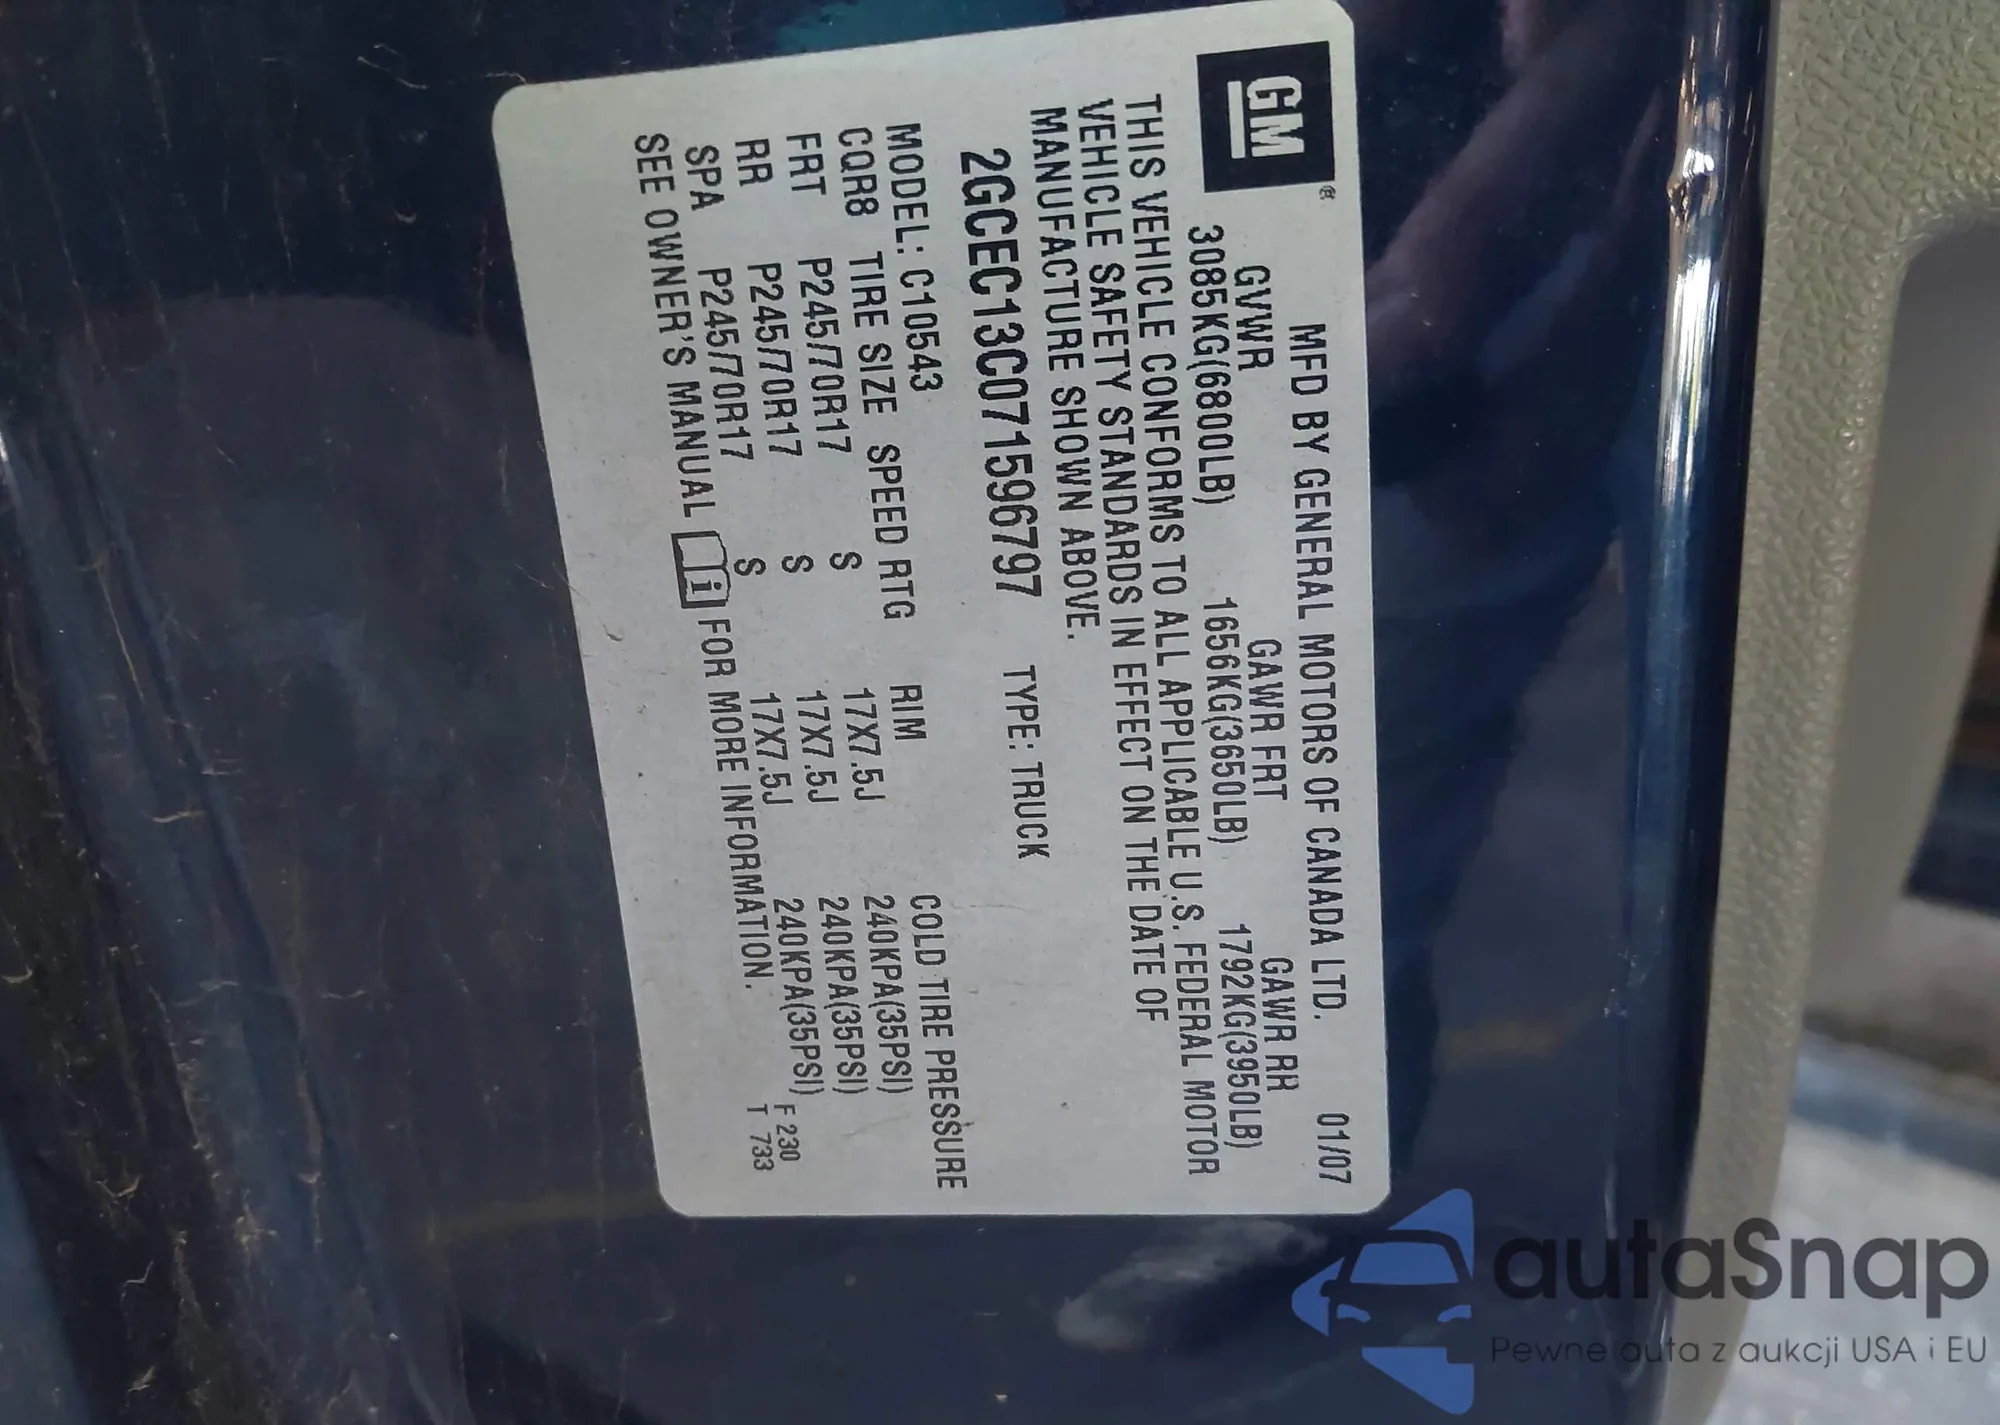 GM®
MFD BY GENERAL MOTORS OF CANADA LTD. 01/07
GVWR GAWR FRT GAWR RR
3085KG(6800LB) 1656KG(3650LB) 1792KG(3950LB)
THIS VEHICLE CONFORMS TO ALL APPLICABLE U.S. FEDERAL MOTOR
VEHICLE SAFETY STANDARDS IN EFFECT ON THE DATE OF
MANUFACTURE SHOWN ABOVE.
2GCEC13C071596797 TYPE: TRUCK
MODEL: C10543
CQR8 TIRE SIZE SPEED RTG RIM COLD TIRE PRESSURE
FRT P245/70R17 S 17X7.5J 240KPA(35PSI)
RR P245/70R17 S 17X7.5J 240KPA(35PSI)
SPA P245/70R17 S 17X7.5J 240KPA(35PSI)
SEE OWNER'S MANUAL i FOR MORE INFORMATION.
F 230
T 733
autaSnap
Pewne auta z aukcji USA i EU